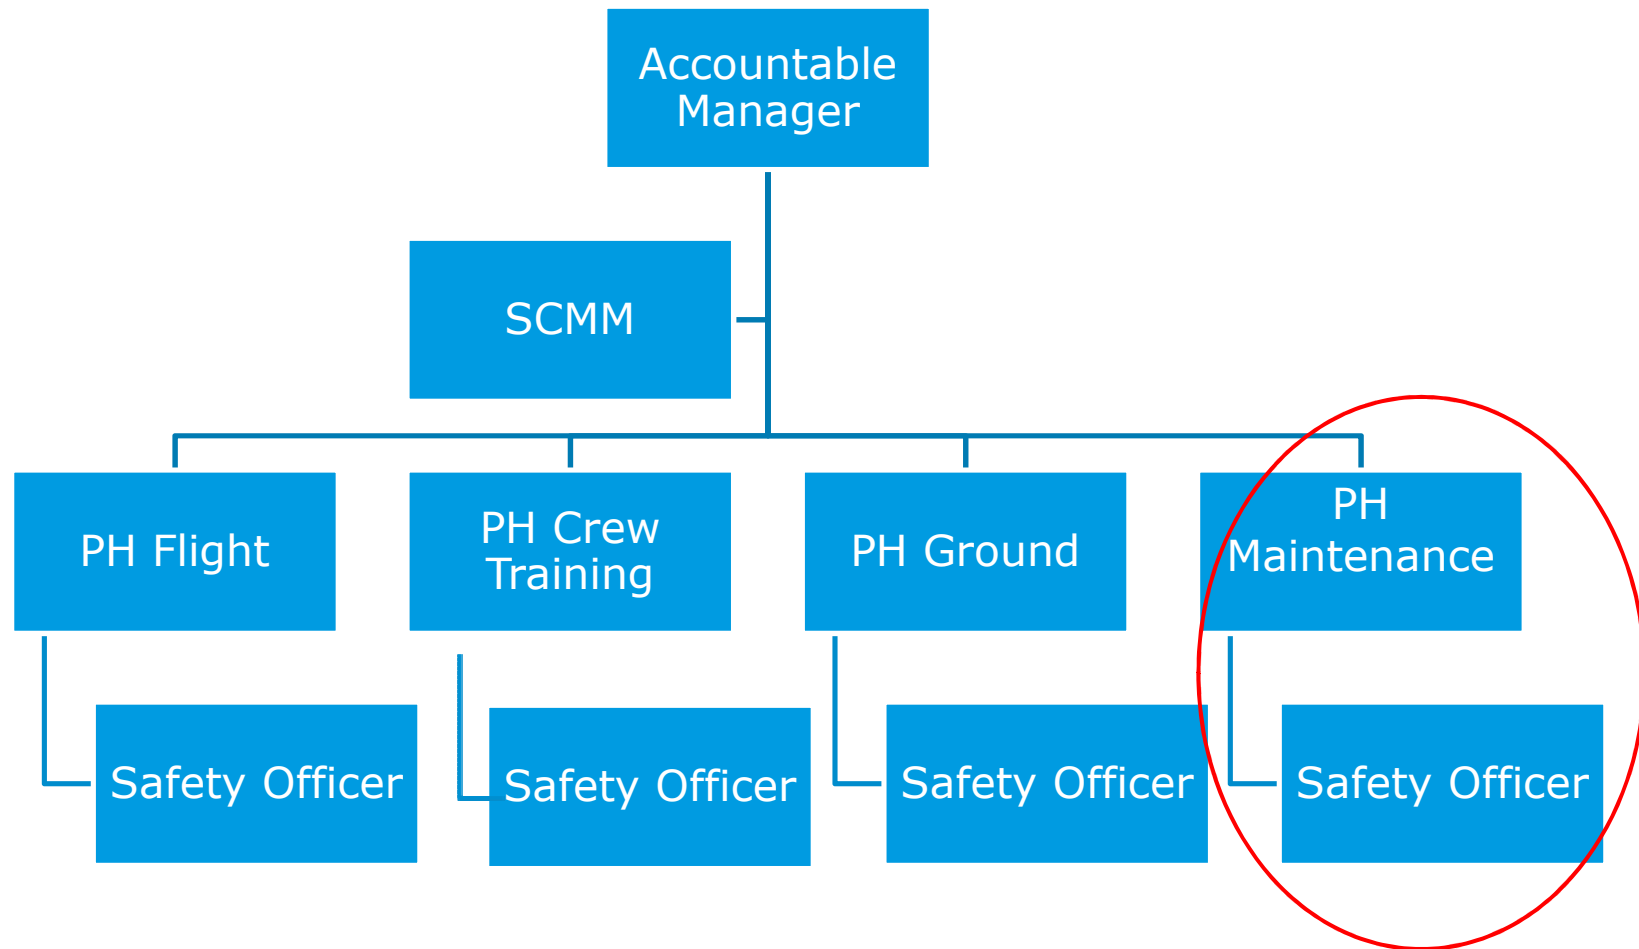 Accountable
Manager
SCMM
PH Flight
PH Crew
Training
PH Ground
PH
Maintenance
Safety Officer
Safety Officer
Safety Officer
Safety Officer